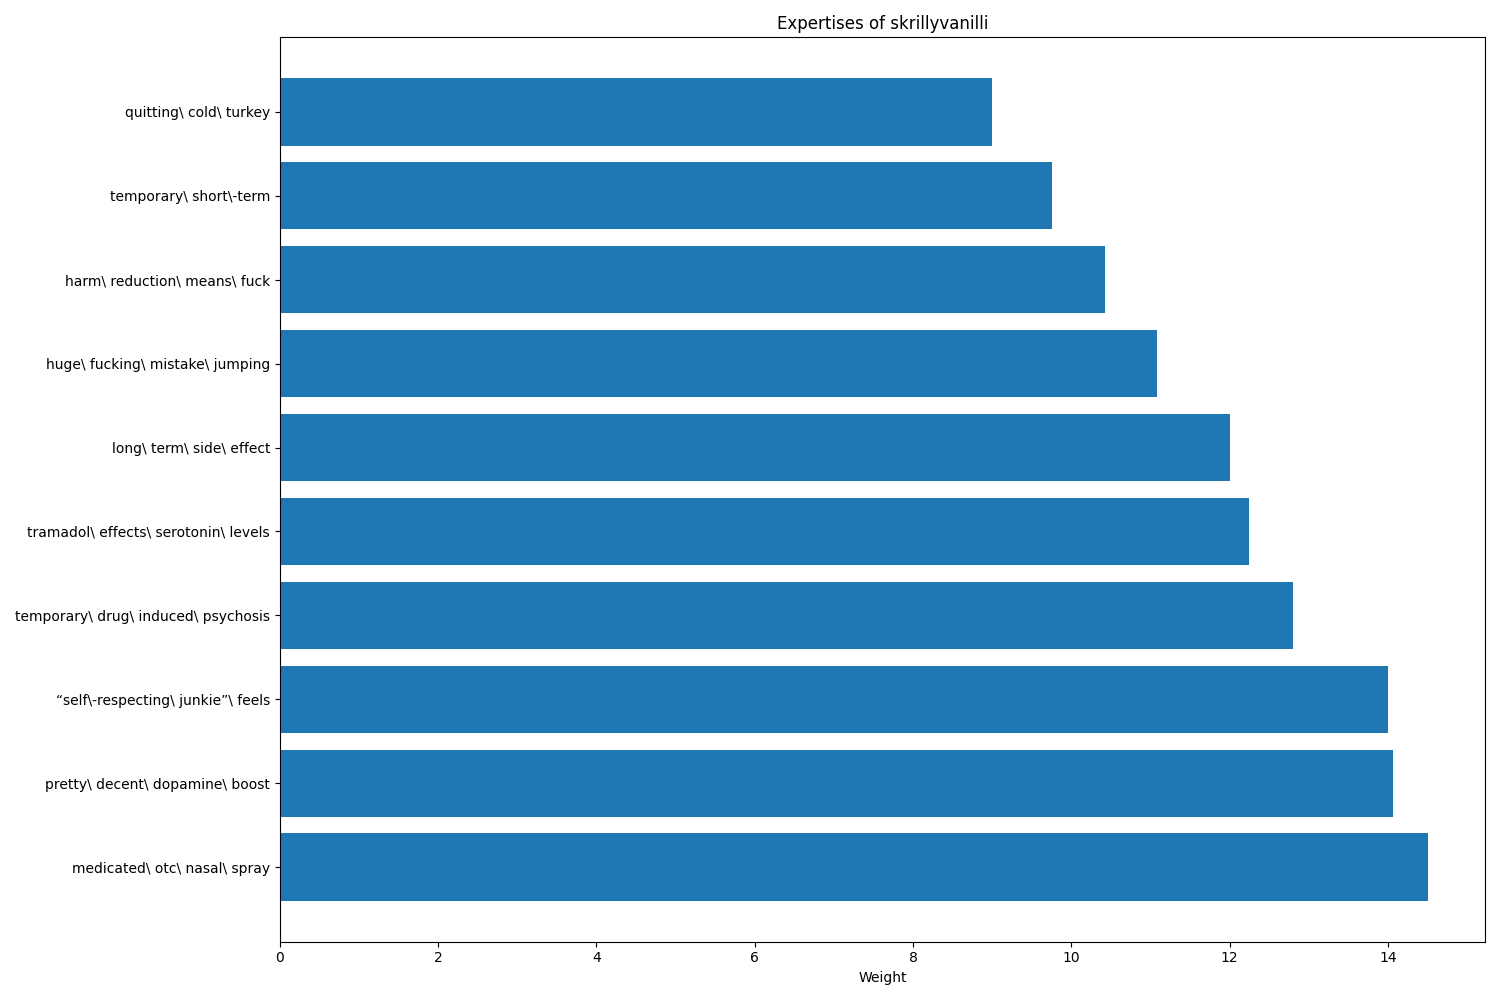 Expertises of skrillyvanilli
quitting\ cold\ turkey
temporary\ short\-term
harm\ reduction\ means\ fuck
huge\ fucking\ mistake\ jumping
long\ term\ side\ effect
tramadol\ effects\ serotonin\ levels
temporary\ drug\ induced\ psychosis
“self\-respecting\ junkie”\ feels
pretty\ decent\ dopamine\ boost
medicated\ otc\ nasal\ spray
0 2 4 6 8 10 12 14
Weight